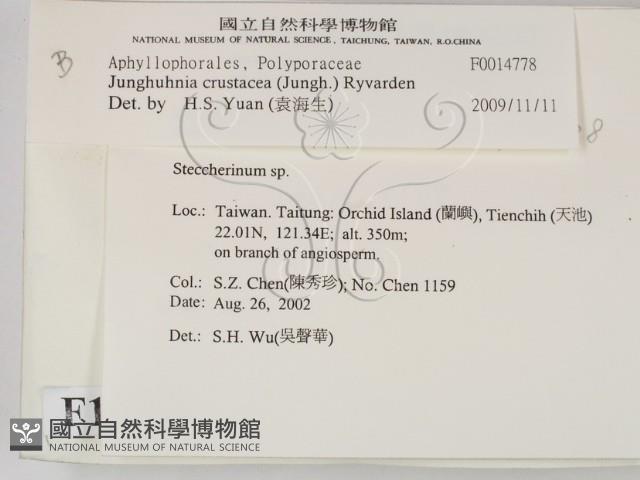 國立自然科學博物館
NATIONAL MUSEUM OF NATURAL SCIENCE, TAICHUNG, TAIWAN, R.O.CHINA
B
Aphyllophorales, Polyporaceae F0014778
Junghuhnia crustacea (Jungh.) Ryvarden
Det. by H.S. Yuan (袁海生) 2009/11/11
8
Steccherinum sp.
Loc.: Taiwan. Taitung: Orchid Island (蘭嶼), Tienchih (天池)
22.01N, 121.34E; alt. 350m;
on branch of angiosperm.
Col.: S.Z. Chen(陳秀珍); No. Chen 1159
Date: Aug. 26, 2002
Det.: S.H. Wu(吳聲華)
F1
國立自然科學博物館
NATIONAL MUSEUM OF NATURAL SCIENCE